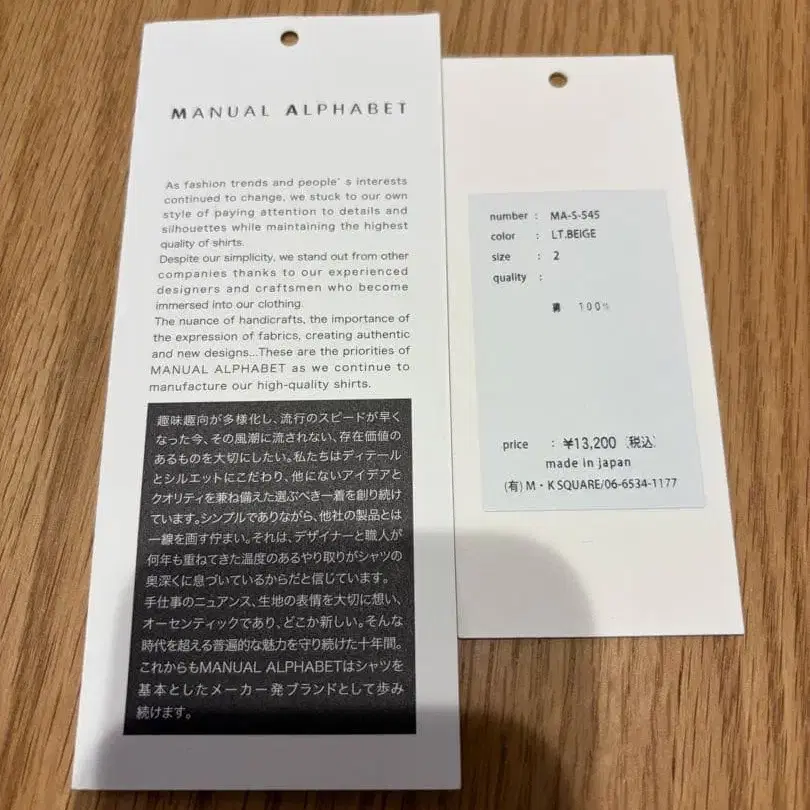 MANUAL ALPHABET
As fashion trends and people's interests
continued to change, we stuck to our own
style of paying attention to details and
silhouettes while maintaining the highest
quality of shirts.
Despite our simplicity, we stand out from other
companies thanks to our experienced
designers and craftsmen who become
immersed into our clothing.
The nuance of handicrafts, the importance of
the expression of fabrics, creating authentic
and new designs...These are the priorities of
MANUAL ALPHABET as we continue to
manufacture our high-quality shirts.
趣味趣向が多様化し、流行のスピードが早く
なった今、その風潮に流されない、存在価値の
あるものを大切にしたい。私たちはディテール
とシルエットにこだわり、他にないアイデアと
クオリティを兼ね備えた選ぶべき一着を創り続け
ています。シンプルでありながら、他社の製品とは
一線を画す佇まい。それは、デザイナーと職人が
何年も重ねてきた温度のあるやり取りがシャツの
奥深くに息づいているからだと信じています。
手仕事のニュアンス、生地の表情を大切に想い、
オーセンティックであり、どこか新しい。そんな
時代を超える普遍的な魅力を守り続けた十年間。
これからもMANUAL ALPHABETはシャツを
基本としたメーカー発ブランドとして歩み
続けます。
number : MA-S-545
color : LT.BEIGE
size : 2
quality :
100%
price : ¥13,200（税込）
made in japan
(有)M・K SQUARE/06-6534-1177